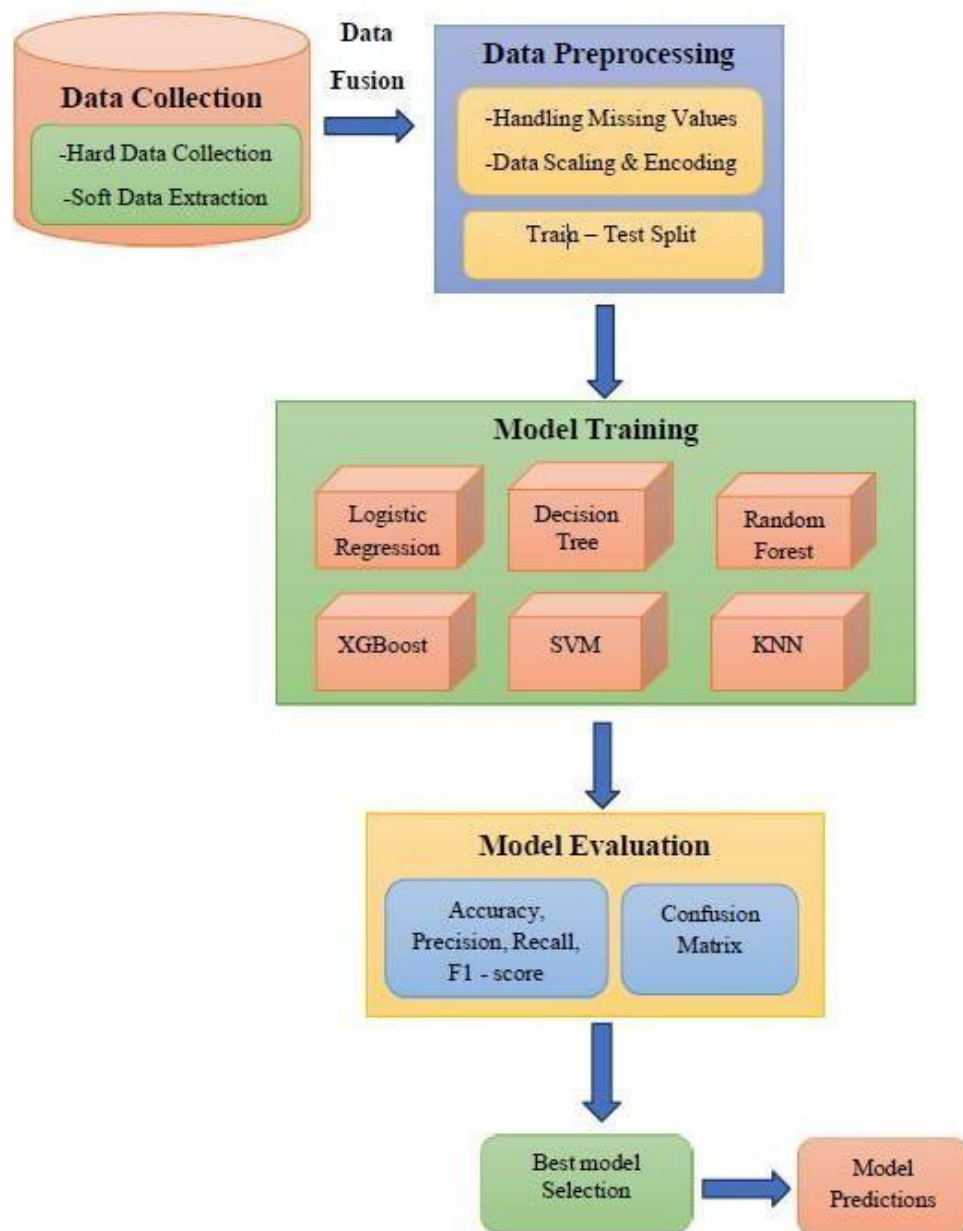 Data Collection
-Hard Data Collection
-Soft Data Extraction
Data
Fusion
Data Preprocessing
-Handling Missing Values
-Data Scaling & Encoding
Train – Test Split
Model Training
Logistic
Regression
Decision
Tree
Random
Forest
XGBoost
SVM
KNN
Model Evaluation
Accuracy,
Precision, Recall,
F1 - score
Confusion
Matrix
Best model
Selection
Model
Predictions